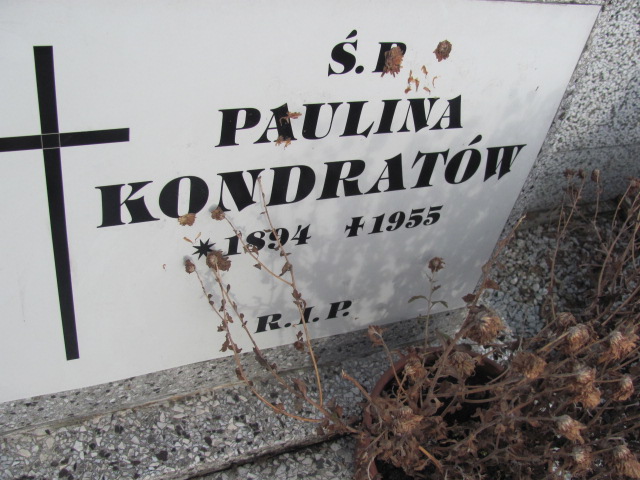 Ś.P.
PAULINA
KONDRATÓW
* 1894 ✝ 1955
R.I.P.